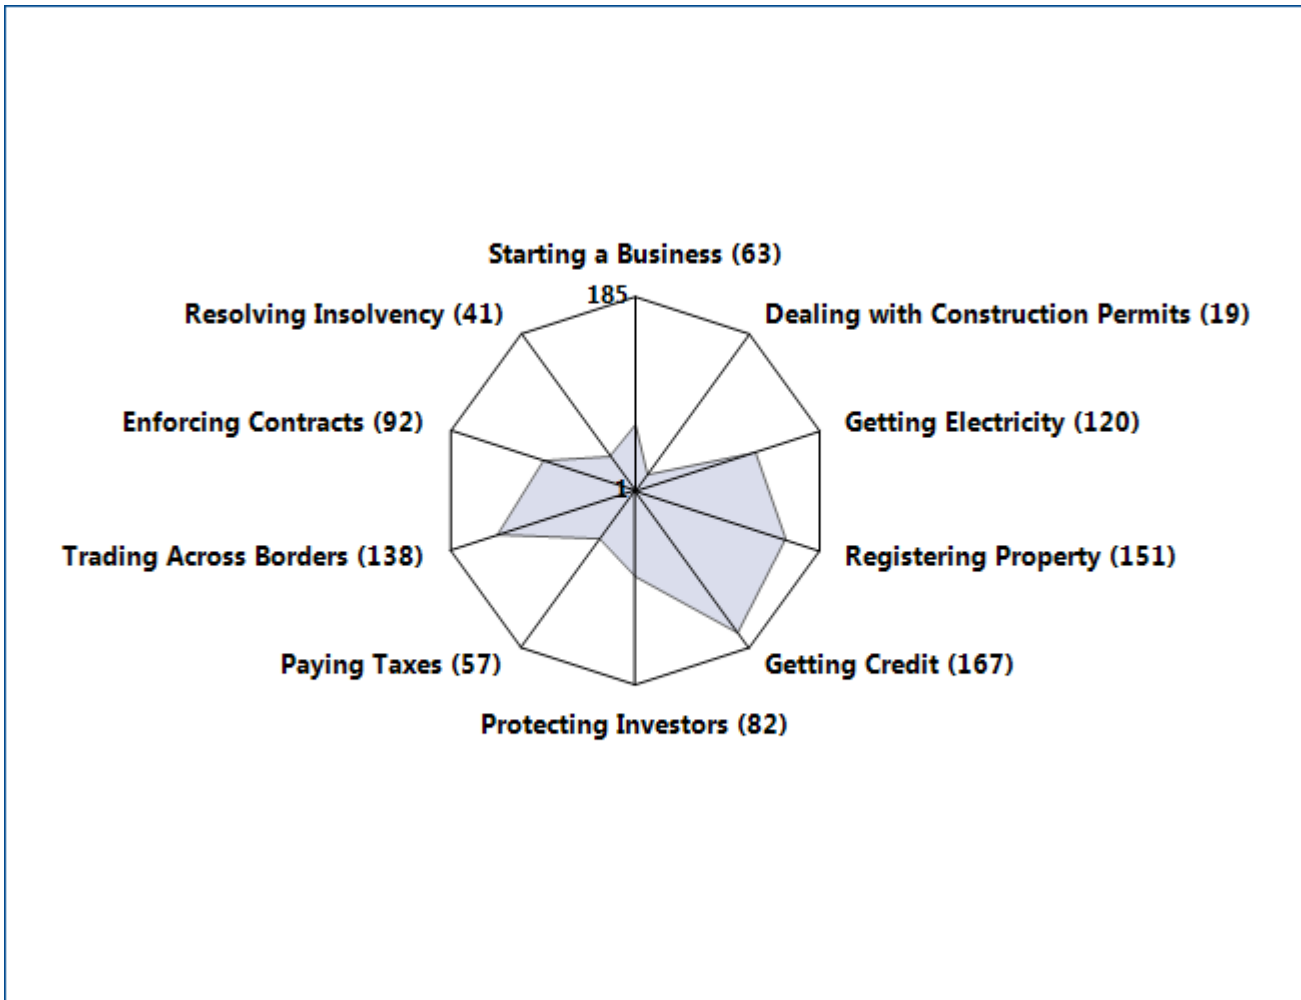 Starting a Business (63)
185
Resolving Insolvency (41)
Dealing with Construction Permits (19)
Enforcing Contracts (92)
Getting Electricity (120)
1
Trading Across Borders (138)
Registering Property (151)
Paying Taxes (57)
Getting Credit (167)
Protecting Investors (82)